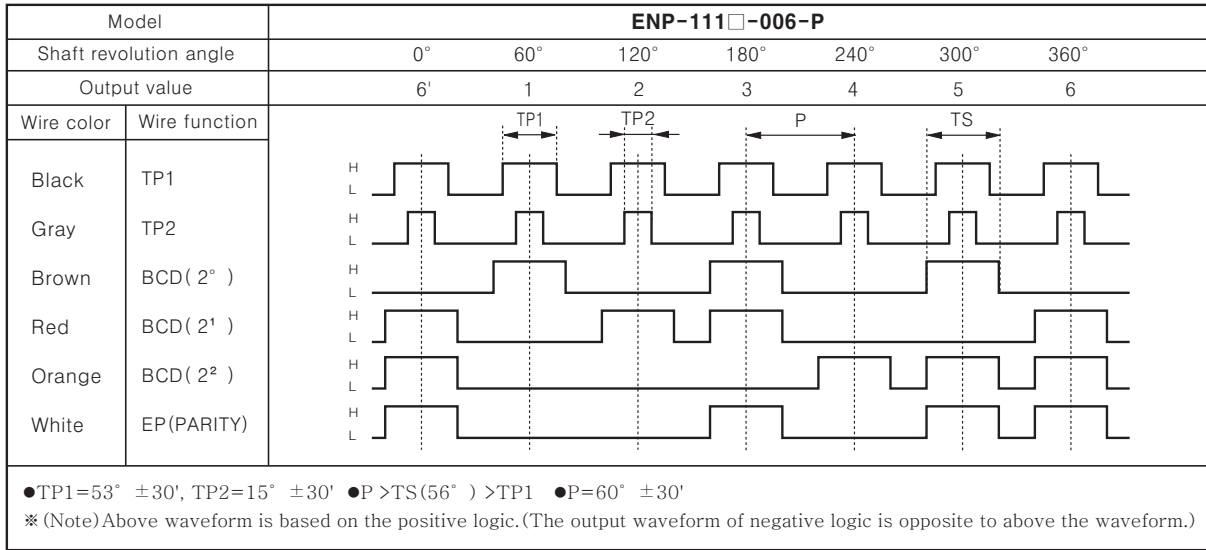 Model ENP-111□-006-P
Shaft revolution angle 0° 60° 120° 180° 240° 300° 360°
Output value 6' 1 2 3 4 5 6
Wire color Wire function TP1 TP2 P TS
Black TP1 H L
Gray TP2 H L
Brown BCD( 2° ) H L
Red BCD( 2¹ ) H L
Orange BCD( 2² ) H L
White EP(PARITY) H L
●TP1=53° ±30', TP2=15° ±30' ●P >TS(56° ) >TP1 ●P=60° ±30'
※ (Note)Above waveform is based on the positive logic.(The output waveform of negative logic is opposite to above the waveform.)